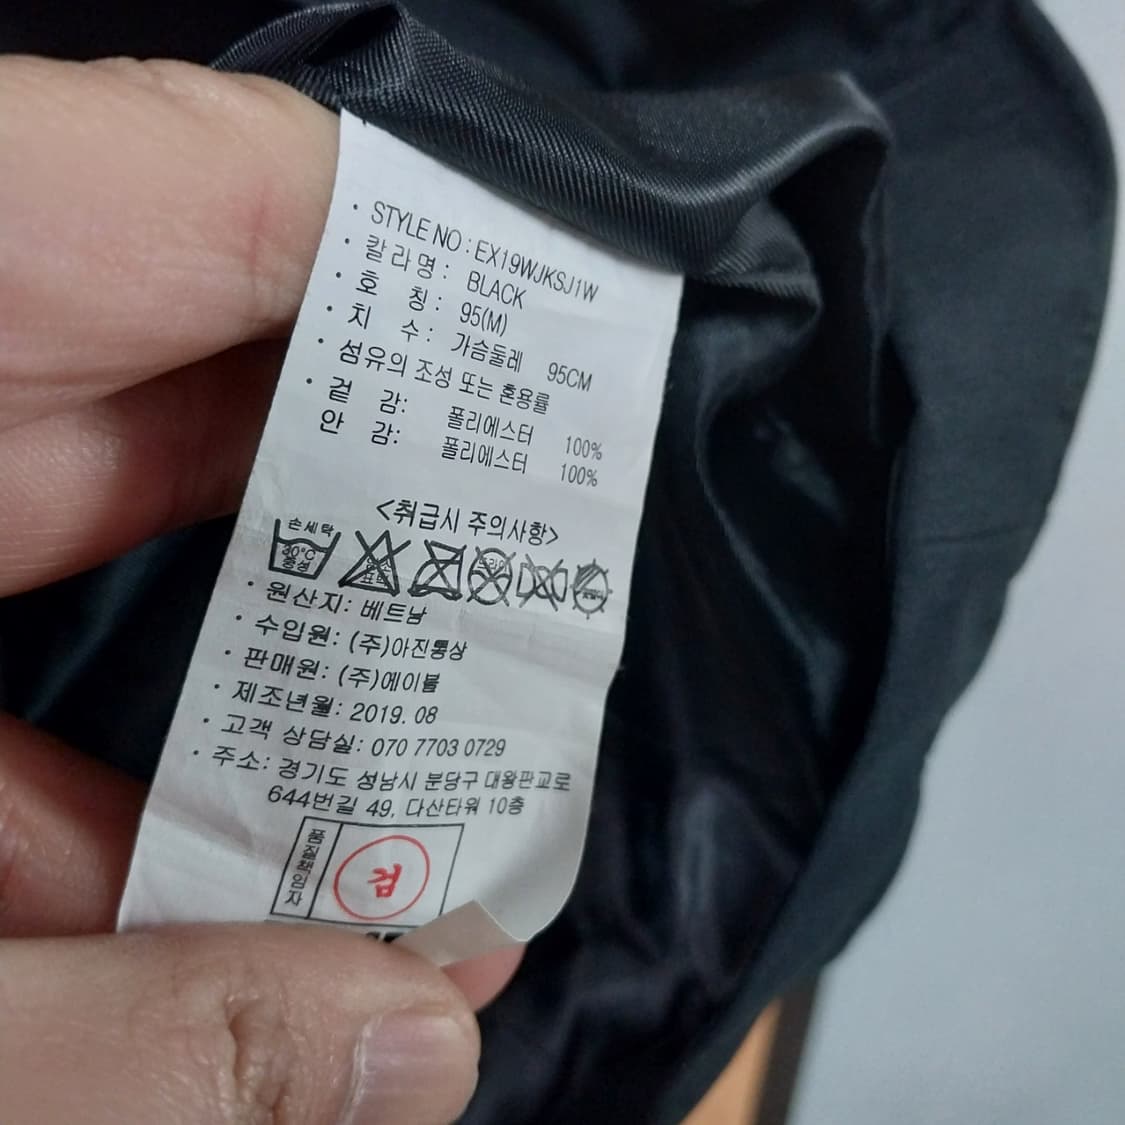 · STYLE NO : EX19WJKSJ1W
· 칼라명 : BLACK
· 호 칭 : 95(M)
· 치 수 : 가슴둘레 95CM
· 섬유의 조성 또는 혼용률
· 겉 감: 폴리에스터 100%
안 감: 폴리에스터 100%
<취급시 주의사항>
손세탁
30°C
중성
· 원산지: 베트남
· 수입원: (주)아진통상
· 판매원: (주)에이블
· 제조년월: 2019. 08
· 고객 상담실: 070 7703 0729
· 주소: 경기도 성남시 분당구 대왕판교로
644번길 49, 다산타워 10층
품질책임자
검